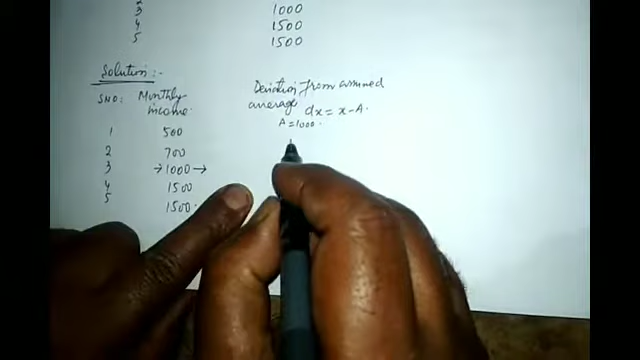 3 1000
4 1500
5 1500
Solution:-
SNO: Monthly income
Deviation from assumed average dx = x-A.
A = 1000.
1 500
2 700
3 →1000→
4 1500
5 1500.